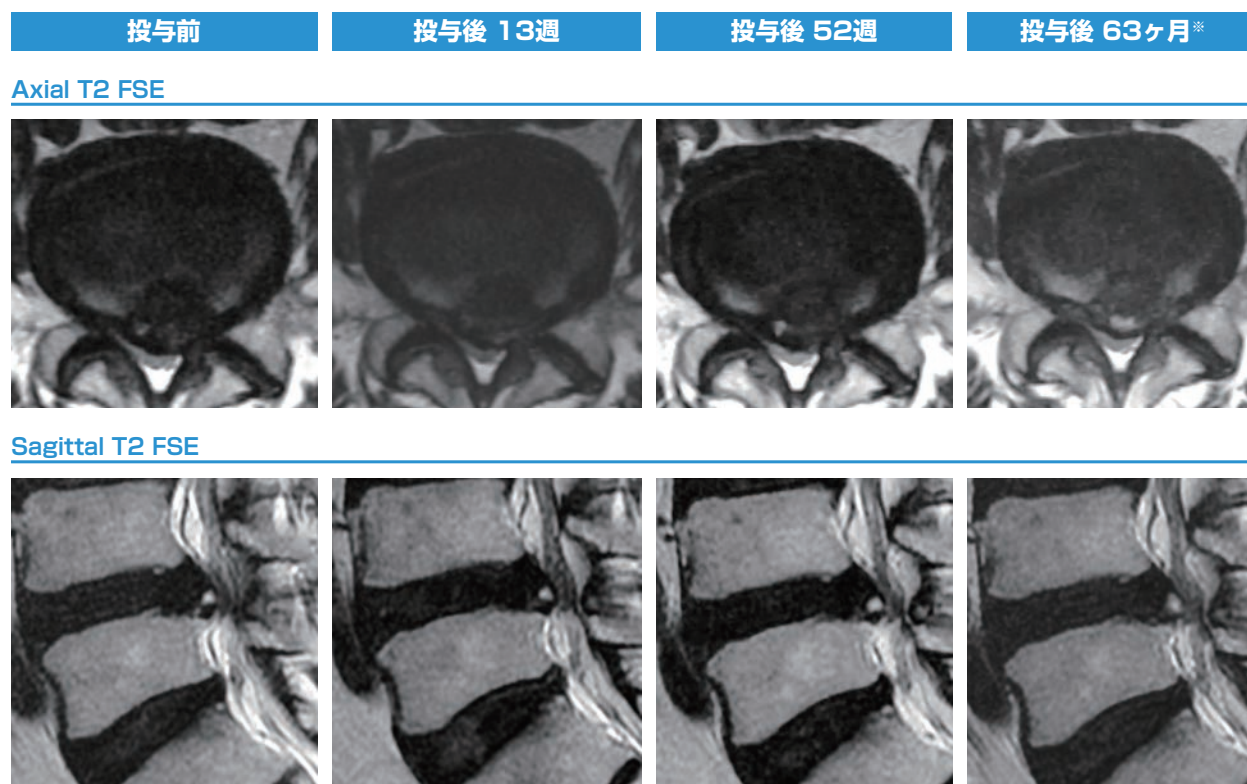 投与前
投与後 13週
投与後 52週
投与後 63ヶ月※
Axial T2 FSE
Sagittal T2 FSE